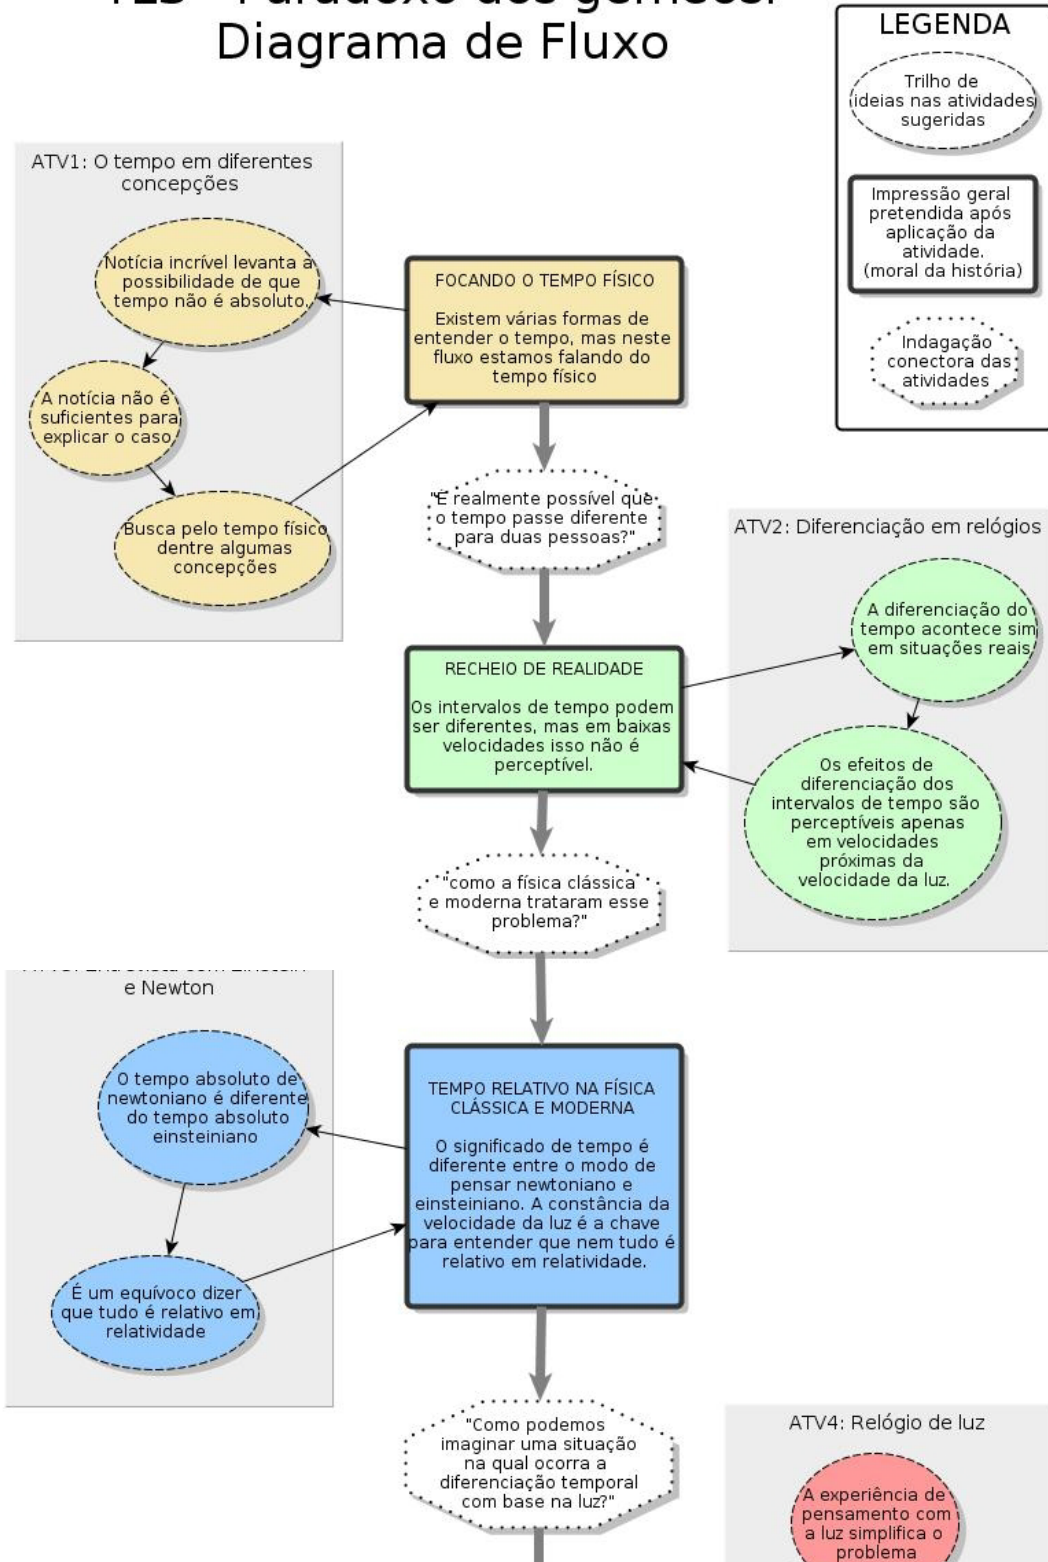 Diagrama de Fluxo
LEGENDA
Trilho de
ideias nas atividades
sugeridas
Impressão geral
pretendida após
aplicação da
atividade.
(moral da história)
Indagação
conectora das
atividades
ATV1: O tempo em diferentes
concepções
Notícia incrível levanta a
possibilidade de que
tempo não é absoluto.
A notícia não é
suficientes para
explicar o caso
Busca pelo tempo físico
dentre algumas
concepções
FOCANDO O TEMPO FÍSICO
Existem várias formas de
entender o tempo, mas neste
fluxo estamos falando do
tempo físico
"É realmente possível que
o tempo passe diferente
para duas pessoas?"
ATV2: Diferenciação em relógios
A diferenciação do
tempo acontece sim
em situações reais
Os efeitos de
diferenciação dos
intervalos de tempo são
perceptíveis apenas
em velocidades
próximas da
velocidade da luz.
RECHEIO DE REALIDADE
Os intervalos de tempo podem
ser diferentes, mas em baixas
velocidades isso não é
perceptível.
"como a física clássica
e moderna trataram esse
problema?"
e Newton
O tempo absoluto de
newtoniano é diferente
do tempo absoluto
einsteiniano
É um equívoco dizer
que tudo é relativo em
relatividade
TEMPO RELATIVO NA FÍSICA
CLÁSSICA E MODERNA
O significado de tempo é
diferente entre o modo de
pensar newtoniano e
einsteiniano. A constância da
velocidade da luz é a chave
para entender que nem tudo é
relativo em relatividade.
"Como podemos
imaginar uma situação
na qual ocorra a
diferenciação temporal
com base na luz?"
ATV4: Relógio de luz
A experiência de
pensamento com
a luz simplifica o
problema